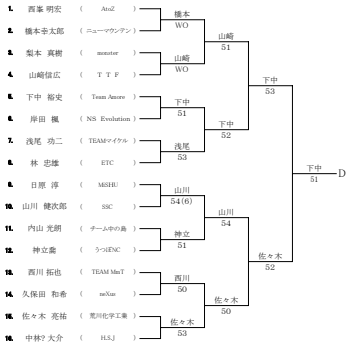 1. 西峯 明宏 ( AtoZ )
2. 橋本幸太郎 ( ニューマウンテン )
3. 梨本 真樹 ( monster )
4. 山崎信広 ( T T F )
5. 下中 裕史 ( Team Amore )
6. 岸田 楓 ( NS Evolution )
7. 浅尾 功二 ( TEAMマイケル )
8. 林 忠雄 ( ETC )
9. 日原 淳 ( MiSHU )
10. 山川 健次郎 ( SSC )
11. 内山 光朗 ( チーム中の島 )
12. 神立喬 ( うつぼENC )
13. 西川 拓也 ( TEAM MmT )
14. 久保田 和希 ( neXus )
15. 佐々木 亮祐 ( 荒川化学工業 )
16. 中林? 大介 ( H.S.J )
橋本
WO
山崎
WO
下中
51
浅尾
53
山川
54(6)
神立
51
西川
50
佐々木
53
山崎
51
下中
52
山川
54
佐々木
50
下中
53
佐々木
52
下中
51
D